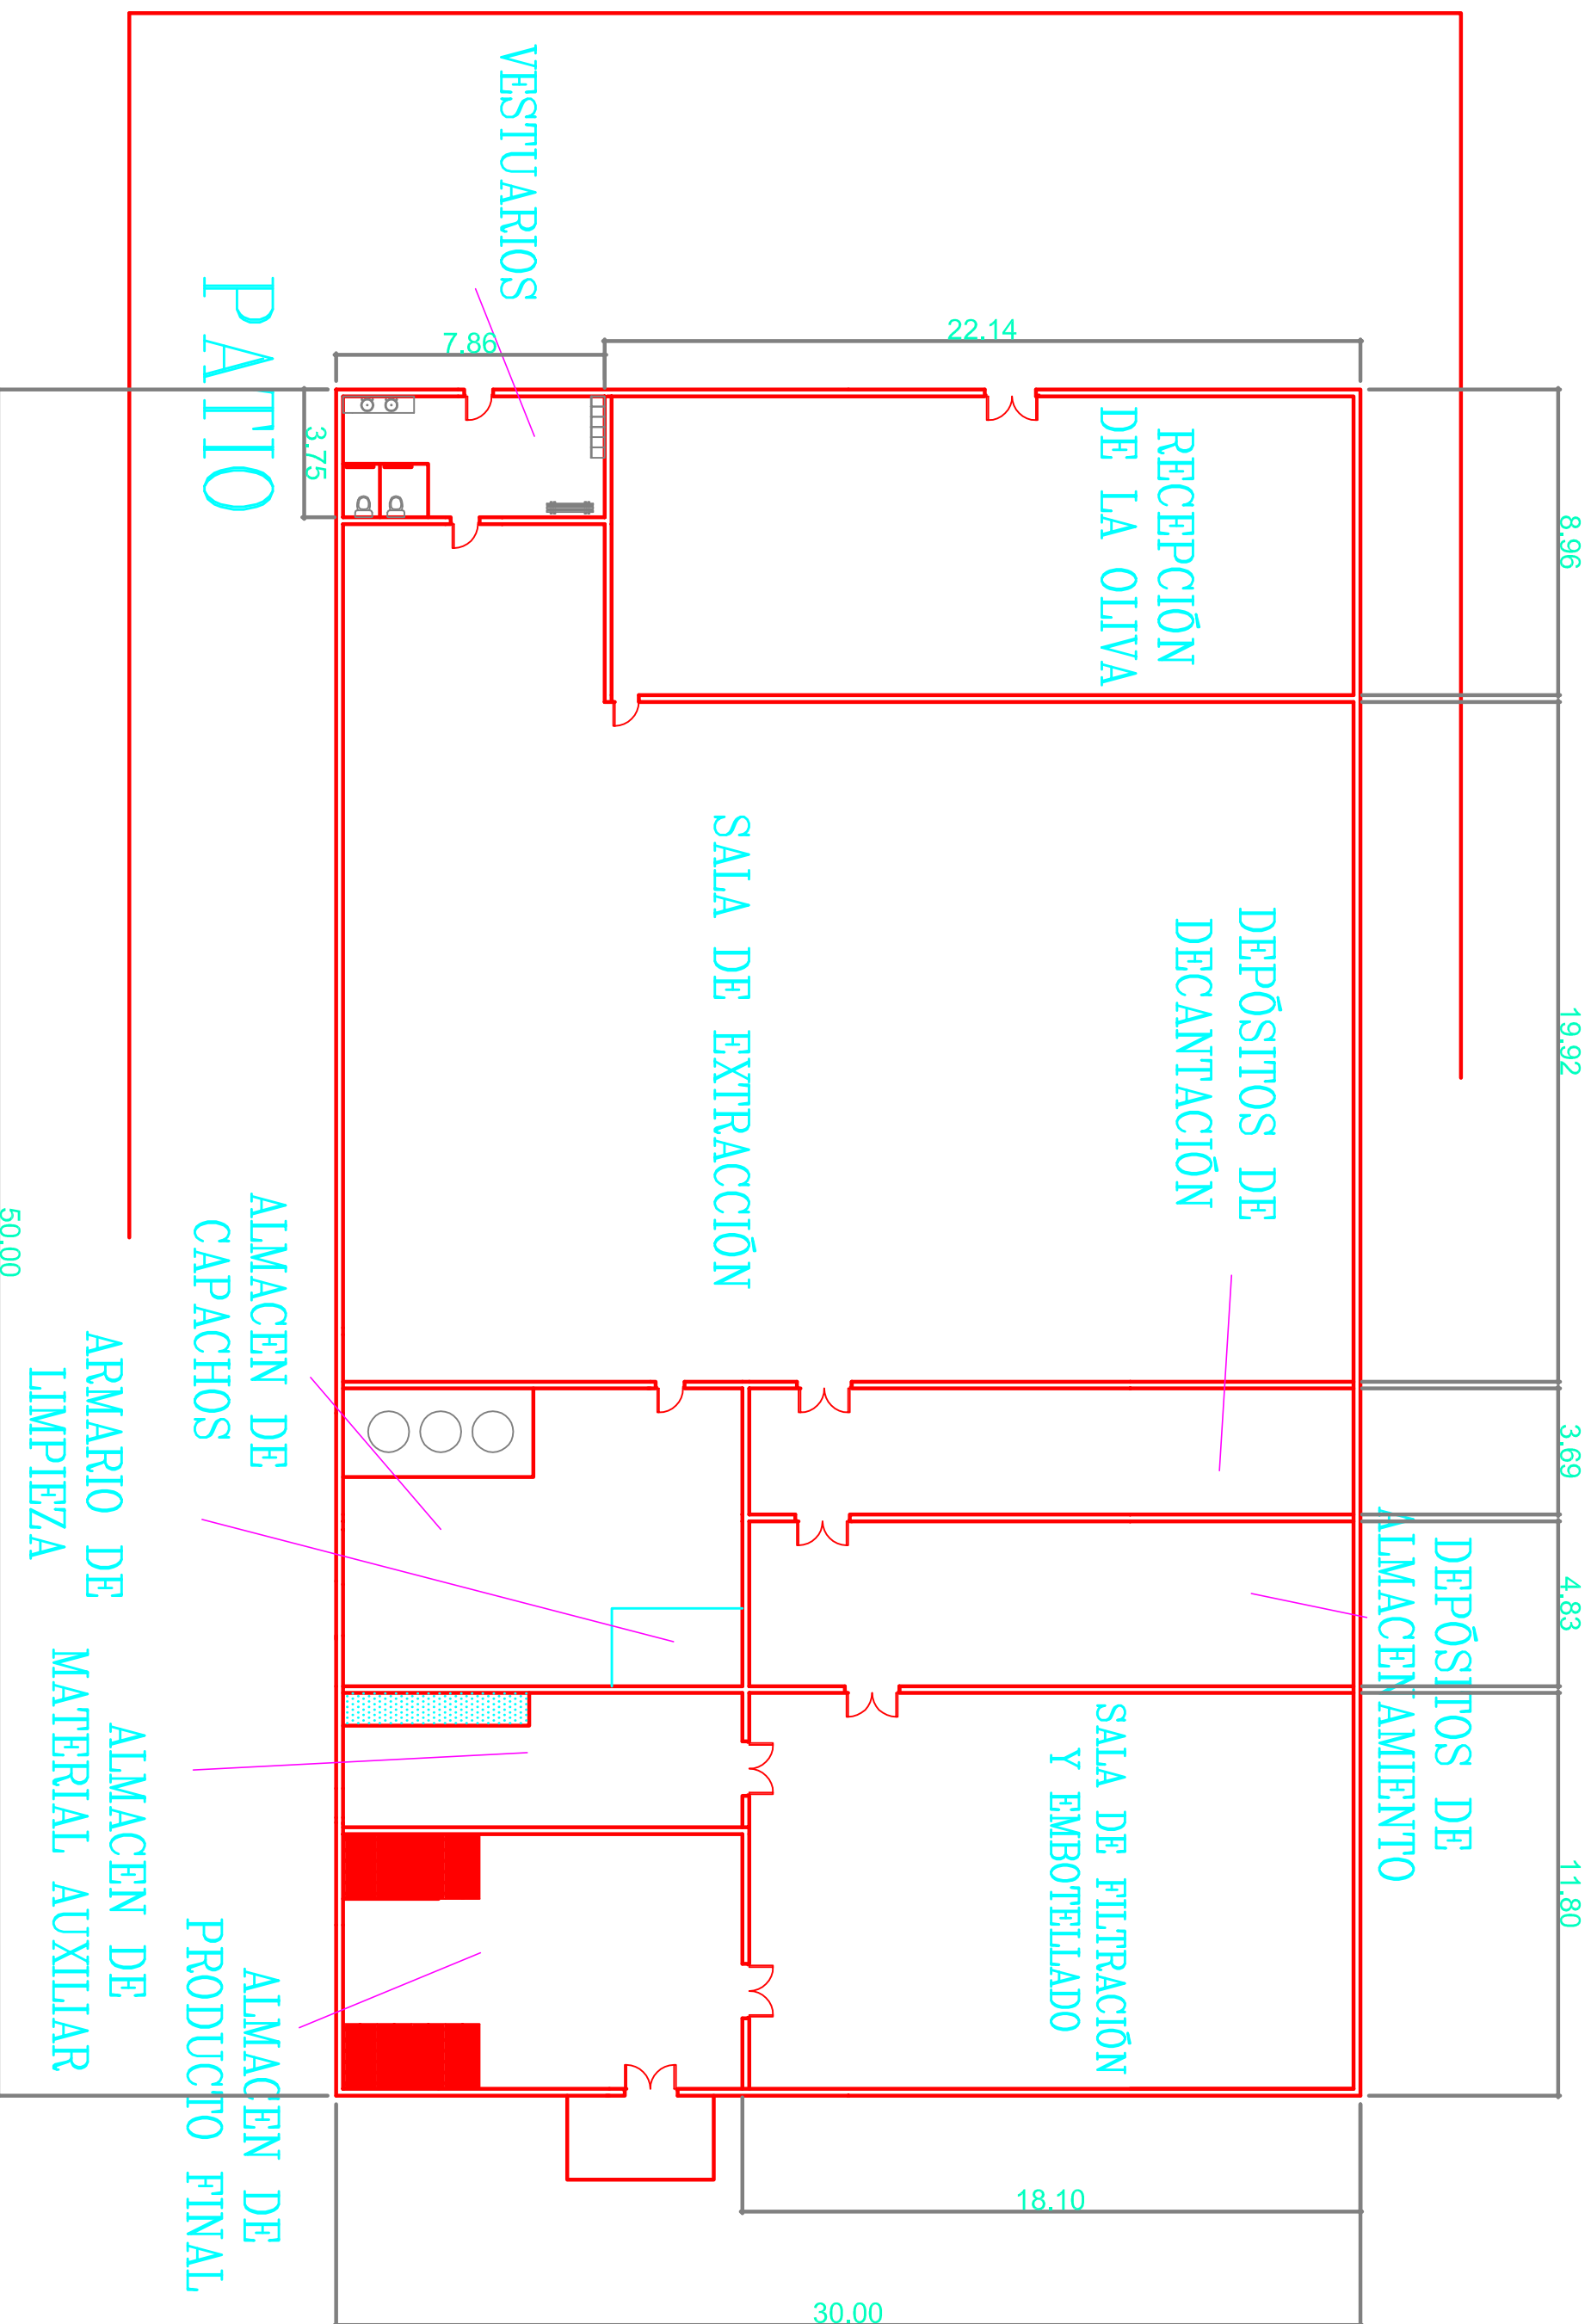 VESTUARIOS
PATIO
7.86
22.14
3.75
8.96
RECEPCIÓN
DE LA OLIVA
19.92
SALA DE EXTRACCIÓN
DEPÓSITOS DE
DECANTACIÓN
50.00
ALMACEN DE
CAPACHOS
ARMARIO DE
LIMPIEZA
3.69
4.83
DEPÓSITOS DE
ALMACENTAMIENTO
11.80
SALA DE FILTRACIÓN
Y EMBOTELLADO
ALMACEN DE
MATERIAL AUXILIAR
ALMACEN DE
PRODUCTO FINAL
18.10
30.00